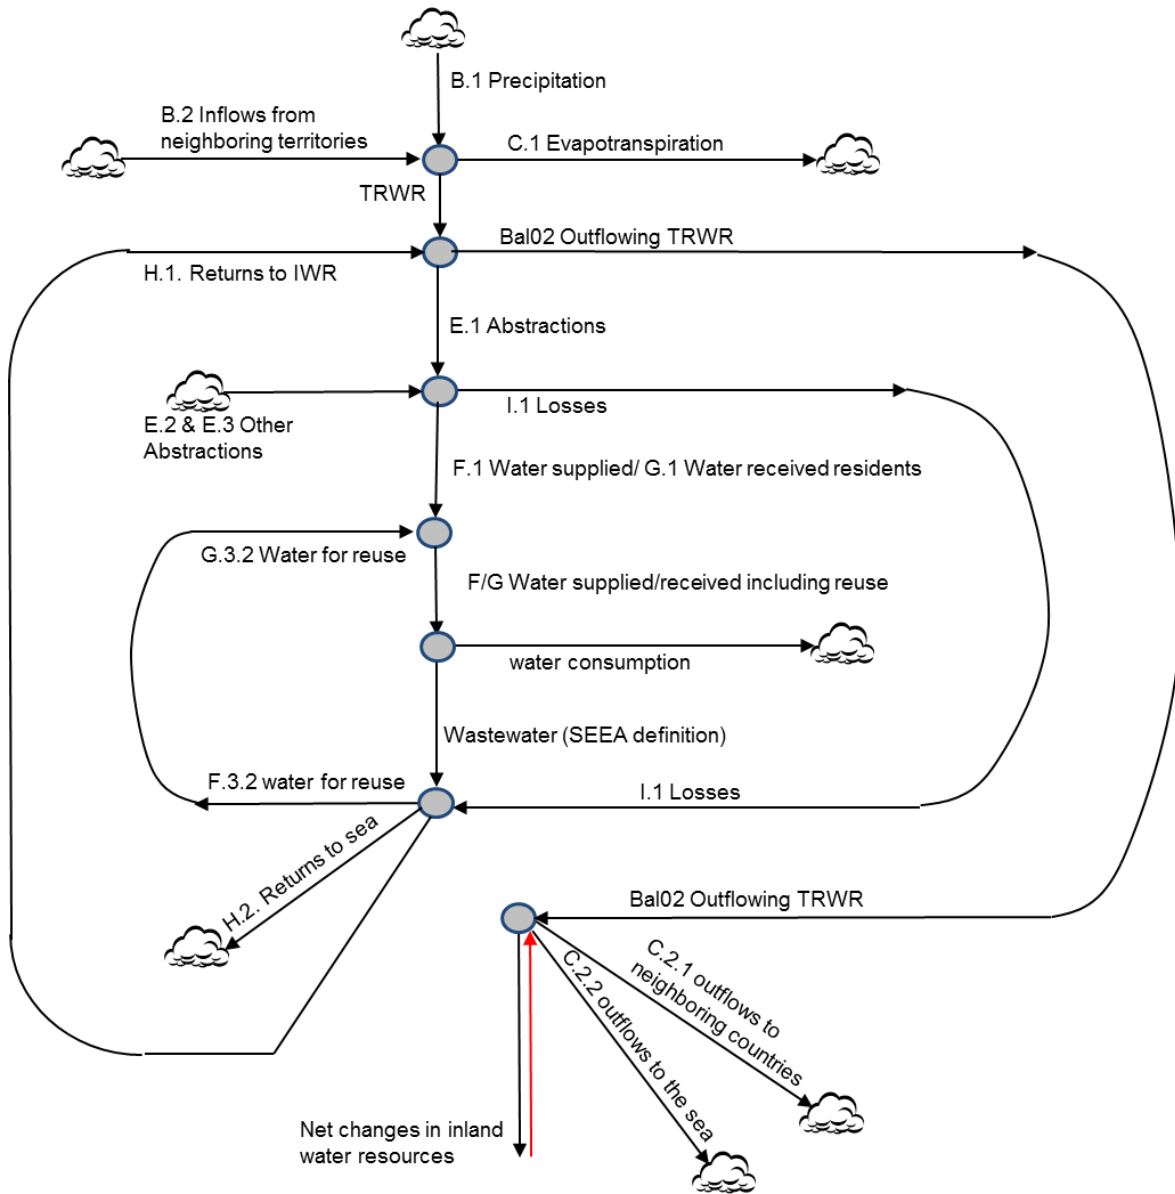 B.1 Precipitation
B.2 Inflows from
neighboring territories
C.1 Evapotranspiration
TRWR
Bal02 Outflowing TRWR
H.1. Returns to IWR
E.1 Abstractions
I.1 Losses
E.2 & E.3 Other
Abstractions
F.1 Water supplied/ G.1 Water received residents
G.3.2 Water for reuse
F/G Water supplied/received including reuse
water consumption
Wastewater (SEEA definition)
F.3.2 water for reuse
I.1 Losses
H.2. Returns to sea
Bal02 Outflowing TRWR
C.2.1 outflows to
neighboring countries
C.2.2 outflows to the sea
Net changes in inland
water resources